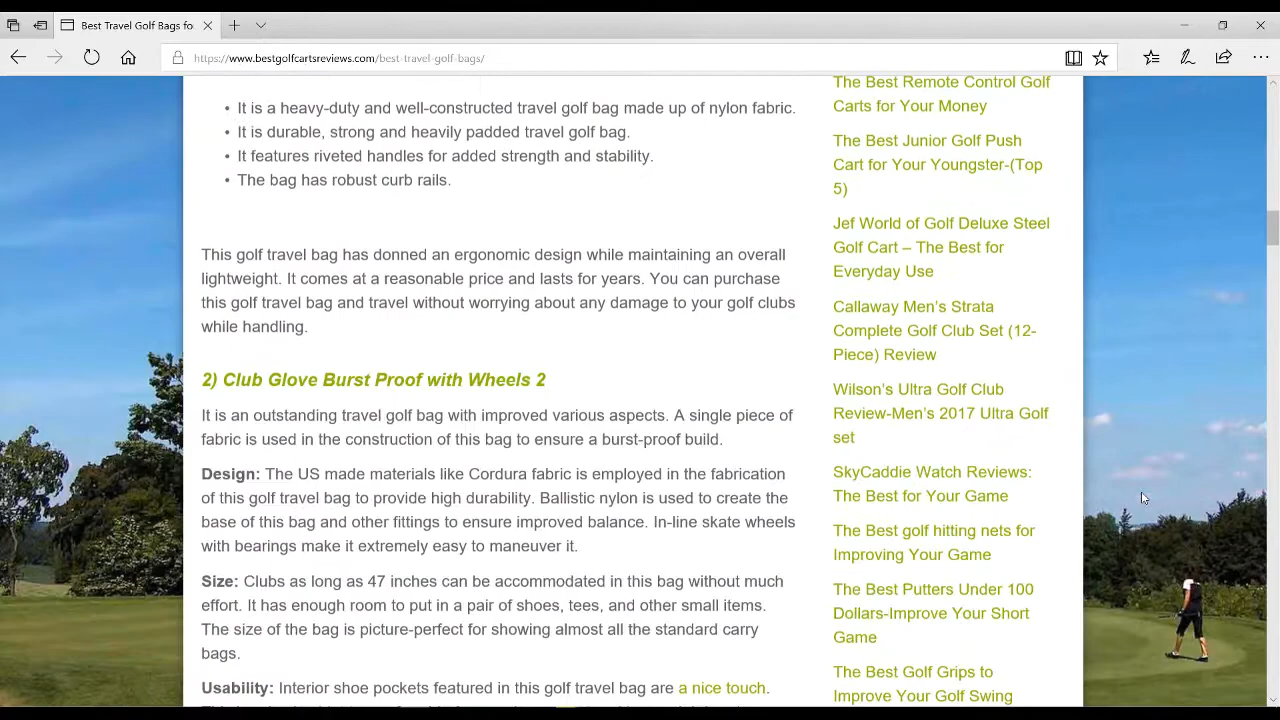 Best Travel Golf Bags fo
https://www.bestgolfcartsreviews.com/best-travel-golf-bags/
• It is a heavy-duty and well-constructed travel golf bag made up of nylon fabric.
• It is durable, strong and heavily padded travel golf bag.
• It features riveted handles for added strength and stability.
• The bag has robust curb rails.
This golf travel bag has donned an ergonomic design while maintaining an overall
lightweight. It comes at a reasonable price and lasts for years. You can purchase
this golf travel bag and travel without worrying about any damage to your golf clubs
while handling.
2) Club Glove Burst Proof with Wheels 2
It is an outstanding travel golf bag with improved various aspects. A single piece of
fabric is used in the construction of this bag to ensure a burst-proof build.
Design: The US made materials like Cordura fabric is employed in the fabrication
of this golf travel bag to provide high durability. Ballistic nylon is used to create the
base of this bag and other fittings to ensure improved balance. In-line skate wheels
with bearings make it extremely easy to maneuver it.
Size: Clubs as long as 47 inches can be accommodated in this bag without much
effort. It has enough room to put in a pair of shoes, tees, and other small items.
The size of the bag is picture-perfect for showing almost all the standard carry
bags.
Usability: Interior shoe pockets featured in this golf travel bag are a nice touch.
The Best Remote Control Golf
Carts for Your Money
The Best Junior Golf Push
Cart for Your Youngster-(Top
5)
Jef World of Golf Deluxe Steel
Golf Cart – The Best for
Everyday Use
Callaway Men's Strata
Complete Golf Club Set (12-
Piece) Review
Wilson's Ultra Golf Club
Review-Men's 2017 Ultra Golf
set
SkyCaddie Watch Reviews:
The Best for Your Game
The Best golf hitting nets for
Improving Your Game
The Best Putters Under 100
Dollars-Improve Your Short
Game
The Best Golf Grips to
Improve Your Golf Swing